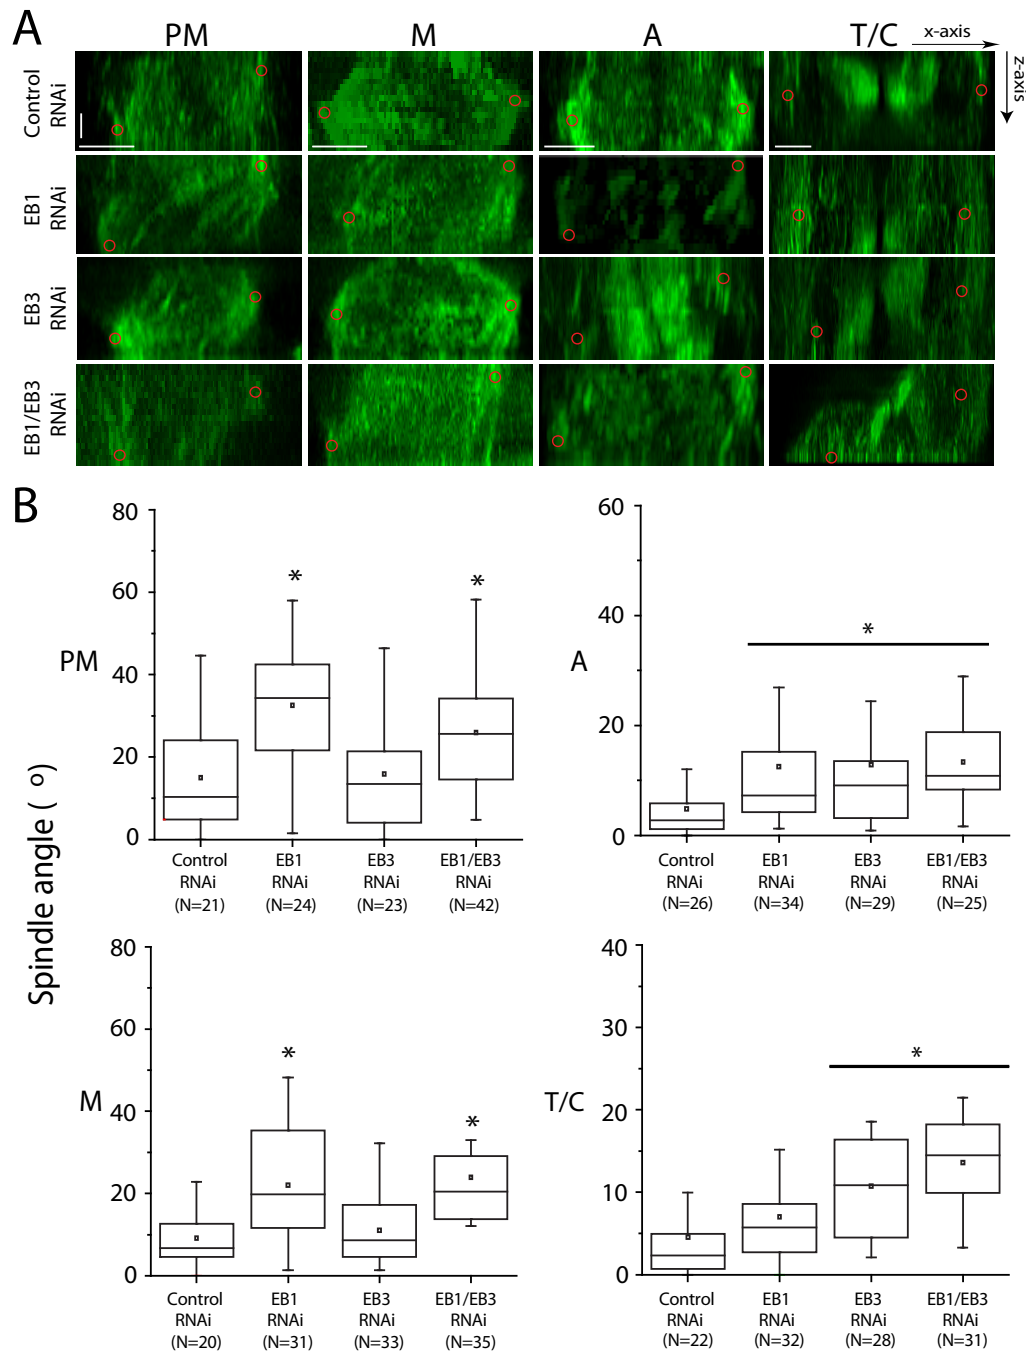 A
PM
M
A
T/C
x-axis
z-axis
Control
RNAi
EB1
RNAi
EB3
RNAi
EB1/EB3
RNAi
B
Spindle angle ( o)
PM
80
60
40
20
0
*
*
Control
RNAi
(N=21)
EB1
RNAi
(N=24)
EB3
RNAi
(N=23)
EB1/EB3
RNAi
(N=42)
A
60
40
20
0
*
Control
RNAi
(N=26)
EB1
RNAi
(N=34)
EB3
RNAi
(N=29)
EB1/EB3
RNAi
(N=25)
M
80
60
40
20
0
*
*
Control
RNAi
(N=20)
EB1
RNAi
(N=31)
EB3
RNAi
(N=33)
EB1/EB3
RNAi
(N=35)
T/C
40
30
20
10
0
*
Control
RNAi
(N=22)
EB1
RNAi
(N=32)
EB3
RNAi
(N=28)
EB1/EB3
RNAi
(N=31)